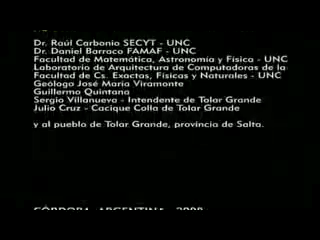 Dr. Raúl Carbonio SECYT - UNC
Dr. Daniel Barraco FAMAF - UNC
Facultad de Matemática, Astronomía y Física - UNC
Laboratorio de Arquitectura de Computadoras de la
Facultad de Cs. Exactas, Físicas y Naturales - UNC
Geólogo José María Viramonte
Guillermo Quintana
Sergio Villanueva - Intendente de Tolar Grande
Julio Cruz - Cacique Colla de Tolar Grande
y al pueblo de Tolar Grande, provincia de Salta.
CÓRDOBA, ARGENTINA